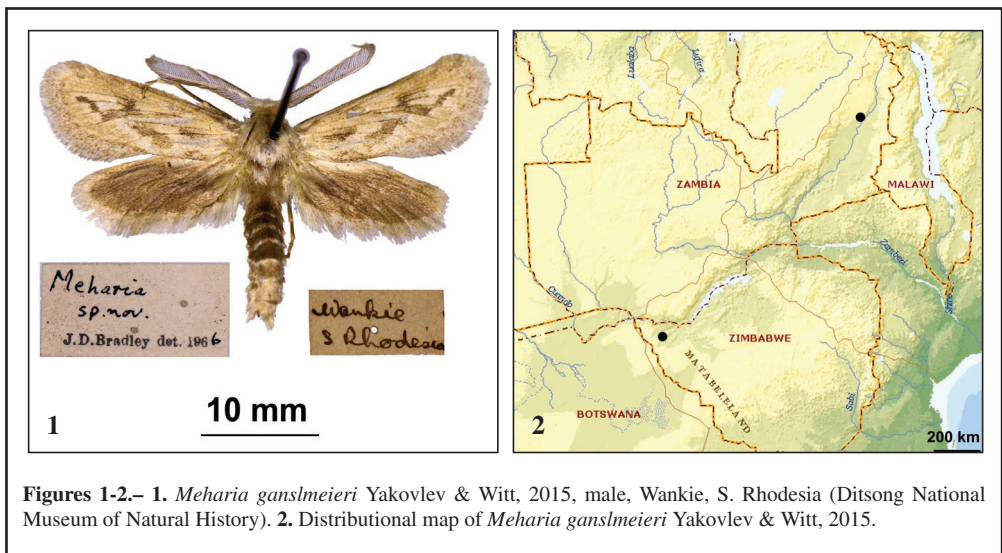 Meharia
sp. nov.
J.D.Bradley det. 1966
Wankie
S Rhodesia
10 mm
1
Lualaba
Lufira
ZAMBIA
MALAWI
Zambezi
Cuando
Shire
ZIMBABWE
MATABELELAND
BOTSWANA
Sabi
2
200 km
Figures 1-2.– 1. Meharia ganslmeieri Yakovlev & Witt, 2015, male, Wankie, S. Rhodesia (Ditsong National
Museum of Natural History). 2. Distributional map of Meharia ganslmeieri Yakovlev & Witt, 2015.